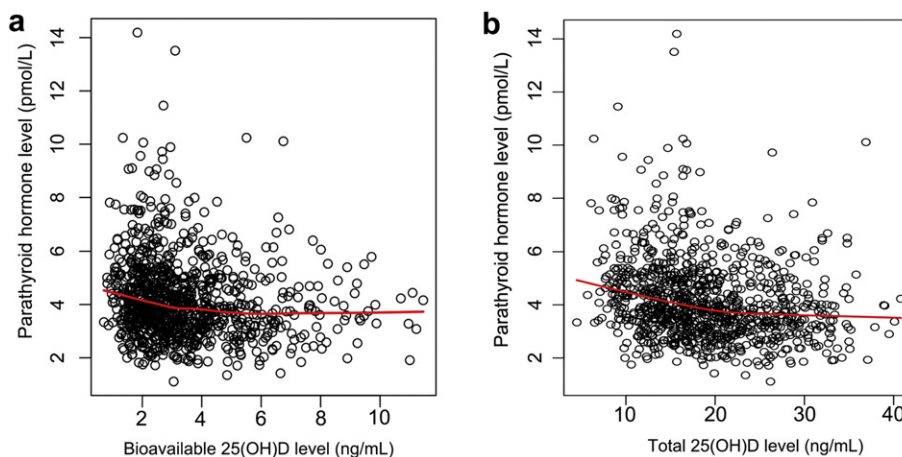 a
Parathyroid hormone level (pmol/L)
14
12
10
8
6
4
2
2 4 6 8 10
Bioavailable 25(OH)D level (ng/mL)
b
Parathyroid hormone level (pmol/L)
14
12
10
8
6
4
2
10 20 30 40
Total 25(OH)D level (ng/mL)